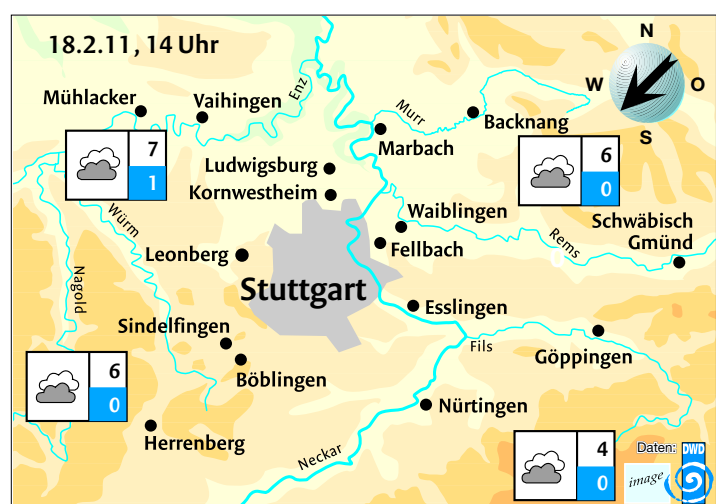 18.2.11, 14 Uhr
N
W
O
S
Mühlacker
Vaihingen
Enz
Murr
Backnang
Marbach
7
1
6
0
Ludwigsburg
Kornwestheim
Würm
Waiblingen
Schwäbisch
Gmünd
Rems
Fellbach
Leonberg
Nagold
Stuttgart
Esslingen
Sindelfingen
Fils
Göppingen
Böblingen
6
0
Nürtingen
Herrenberg
Neckar
4
0
Daten: DWD
image